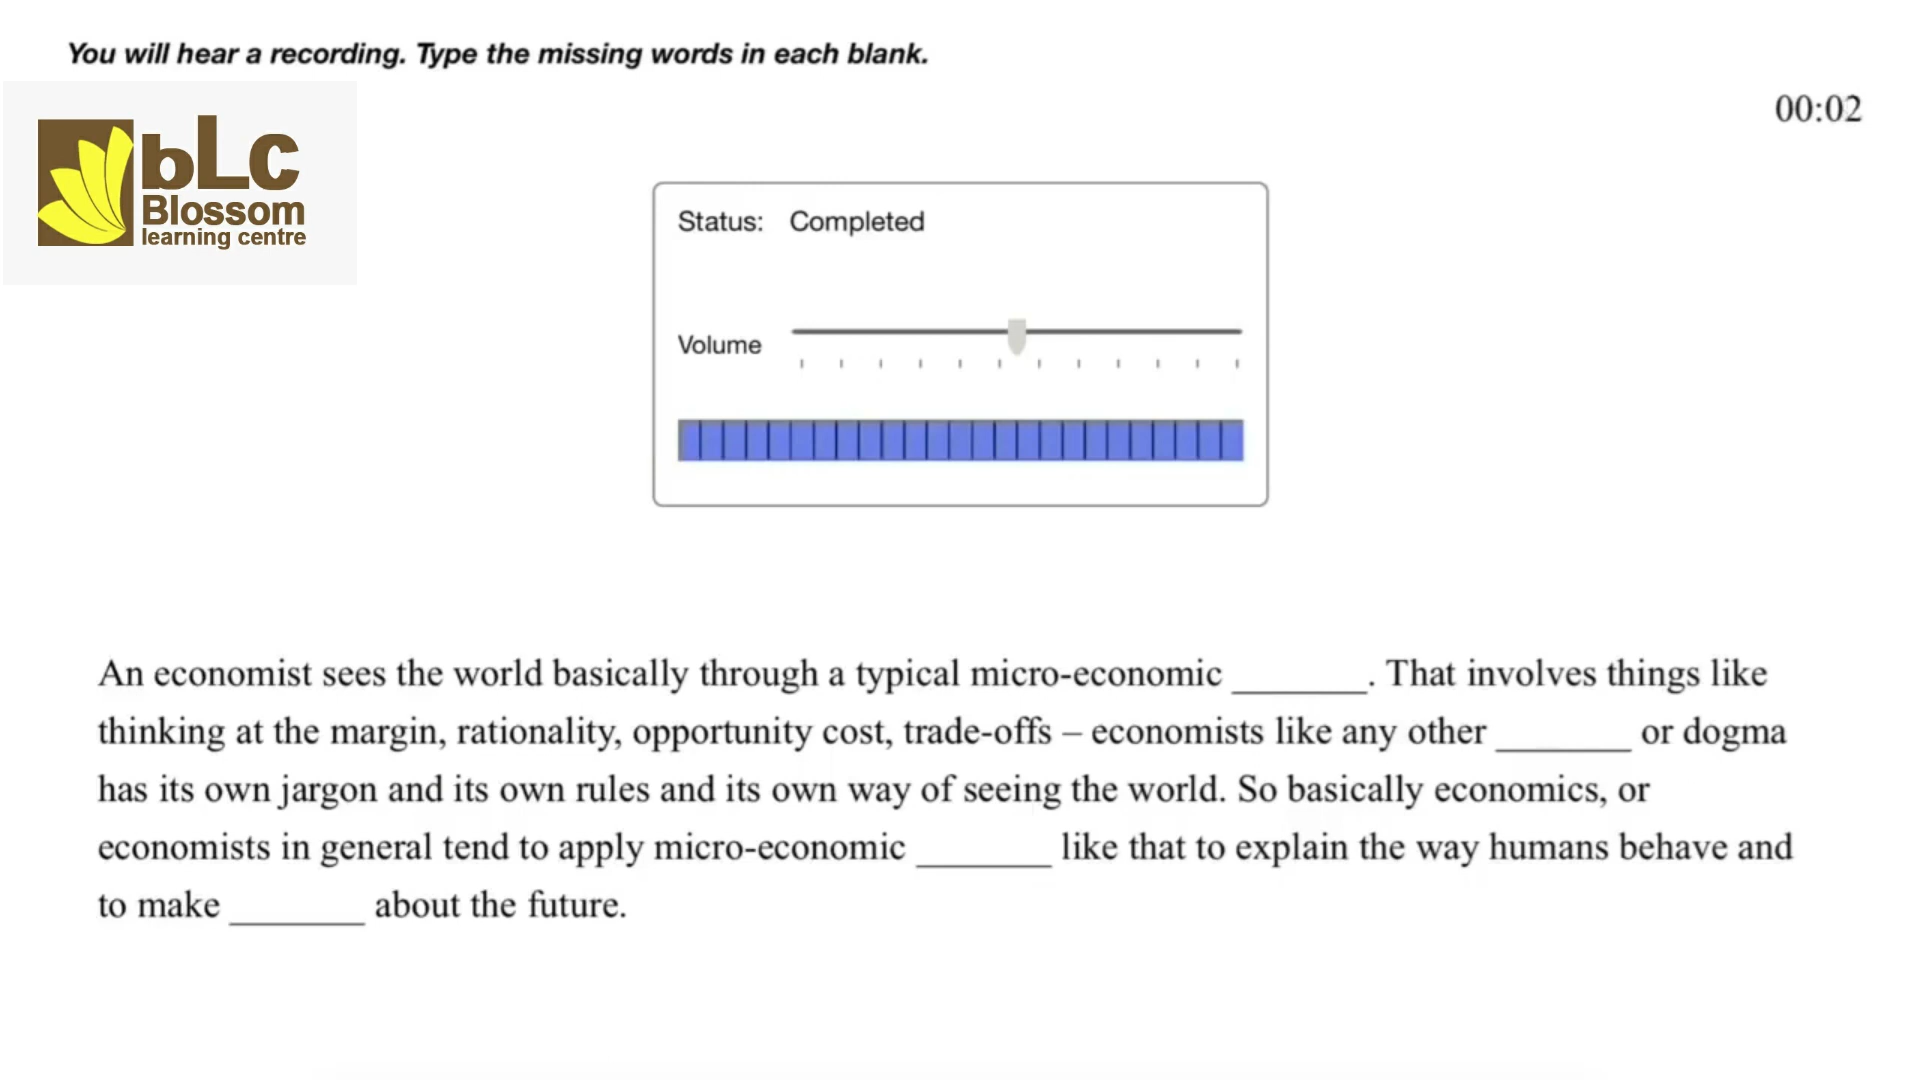 You will hear a recording. Type the missing words in each blank.
00:02
bLC
Blossom
learning centre
Status: Completed
Volume
An economist sees the world basically through a typical micro-economic _______. That involves things like
thinking at the margin, rationality, opportunity cost, trade-offs – economists like any other _______ or dogma
has its own jargon and its own rules and its own way of seeing the world. So basically economics, or
economists in general tend to apply micro-economic _______ like that to explain the way humans behave and
to make _______ about the future.